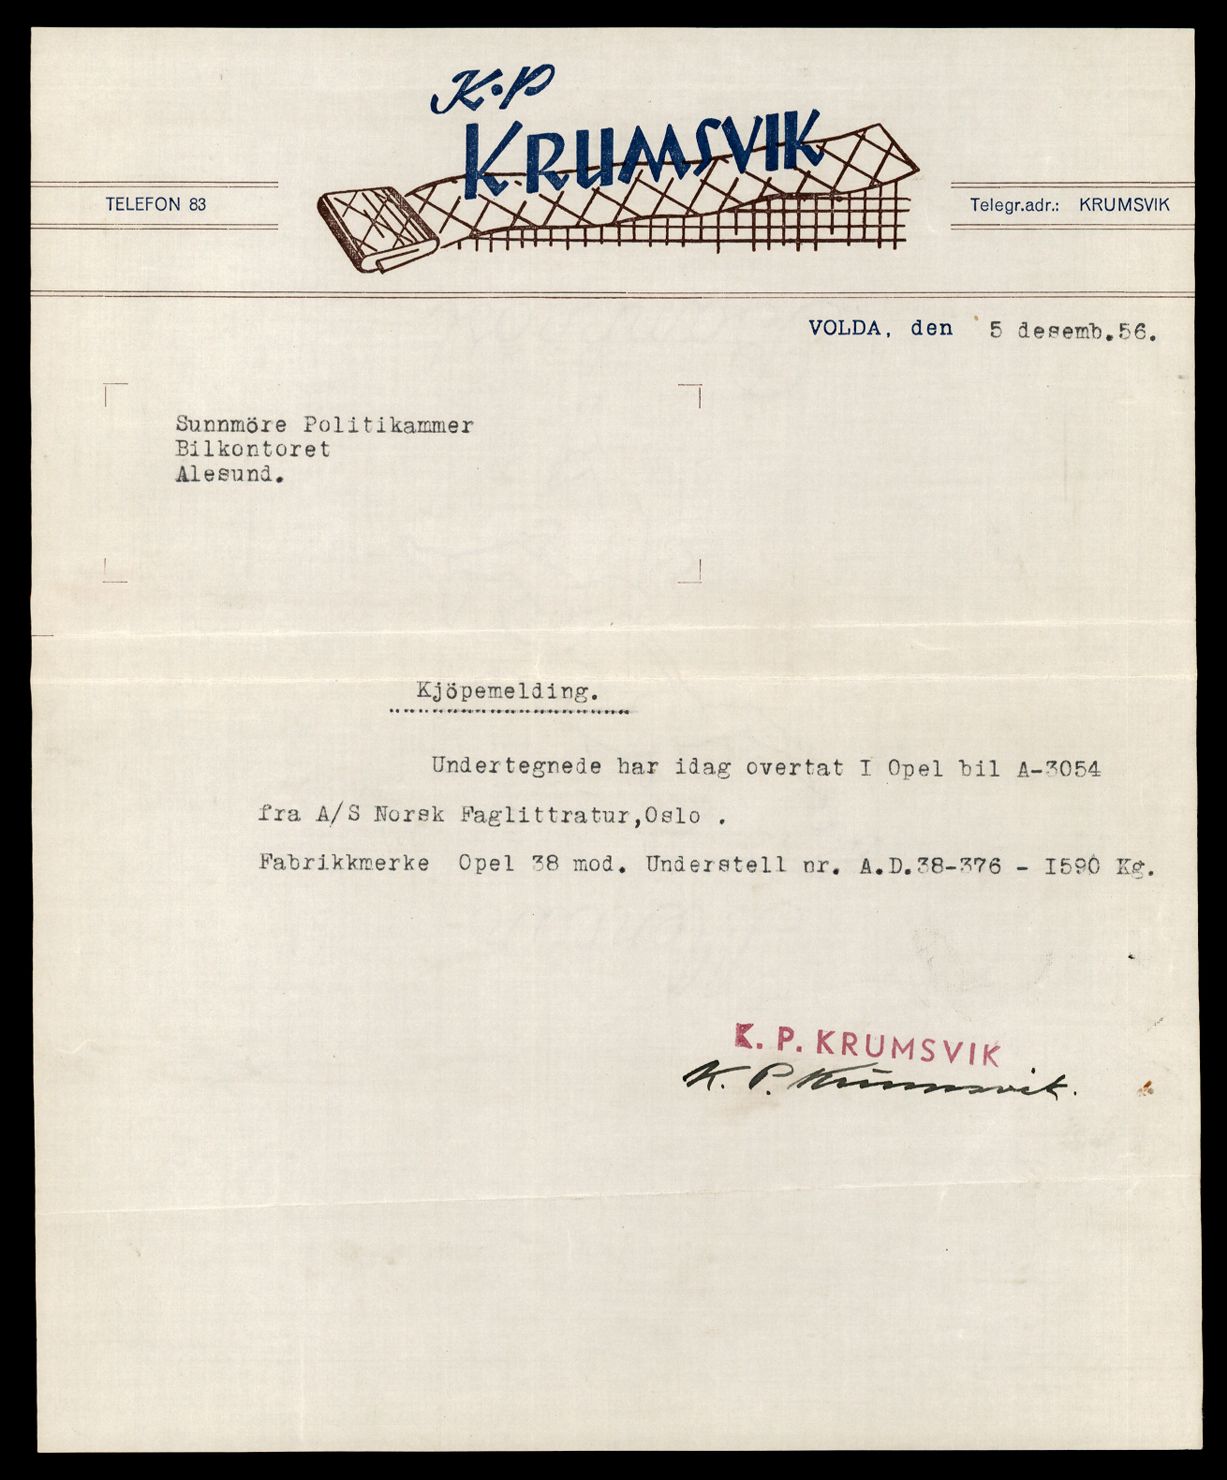 K.P
KRUMSVIK
TELEFON 83
Telegr.adr.: KRUMSVIK
VOLDA, den 5 desemb.56.
Sunnmöre Politikammer
Bilkontoret
Alesund.
Kjöpemelding.
Undertegnede har idag overtat I Opel bil A-3054
fra A/S Norsk Faglittratur,Oslo .
Fabrikkmerke Opel 38 mod. Understell nr. A.D.38-376 - I590 Kg.
K. P. KRUMSVIK
K. P. Krumsvik.